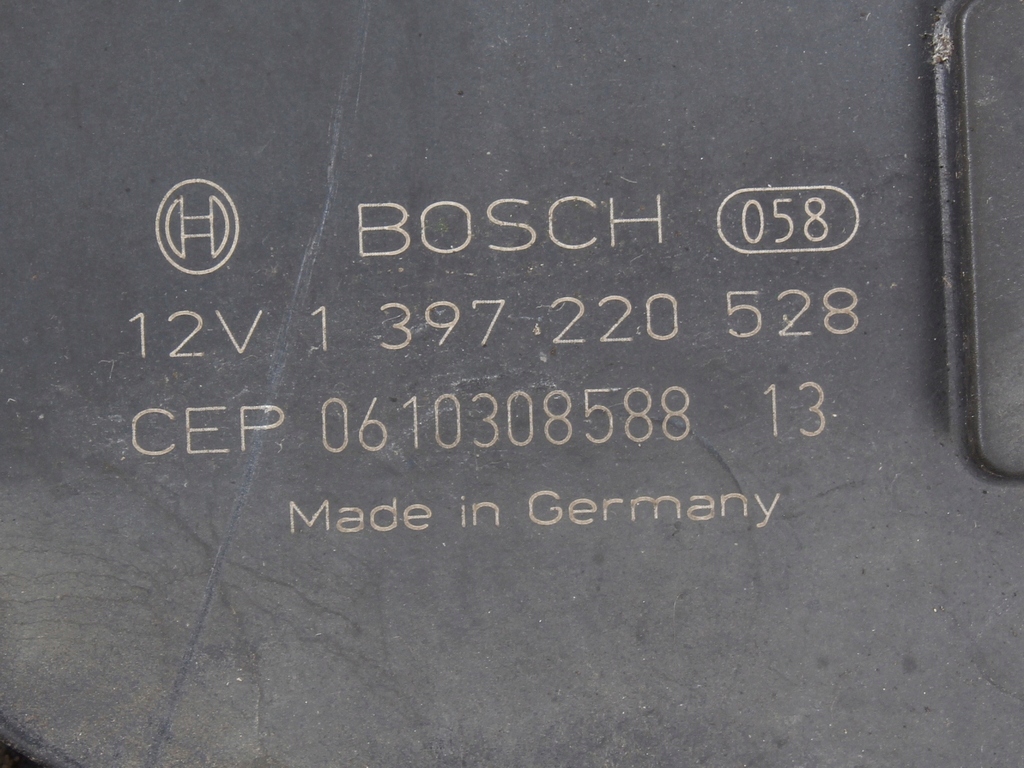 BOSCH 058
12V 1 397 220 528
CEP 0610308588 13
Made in Germany